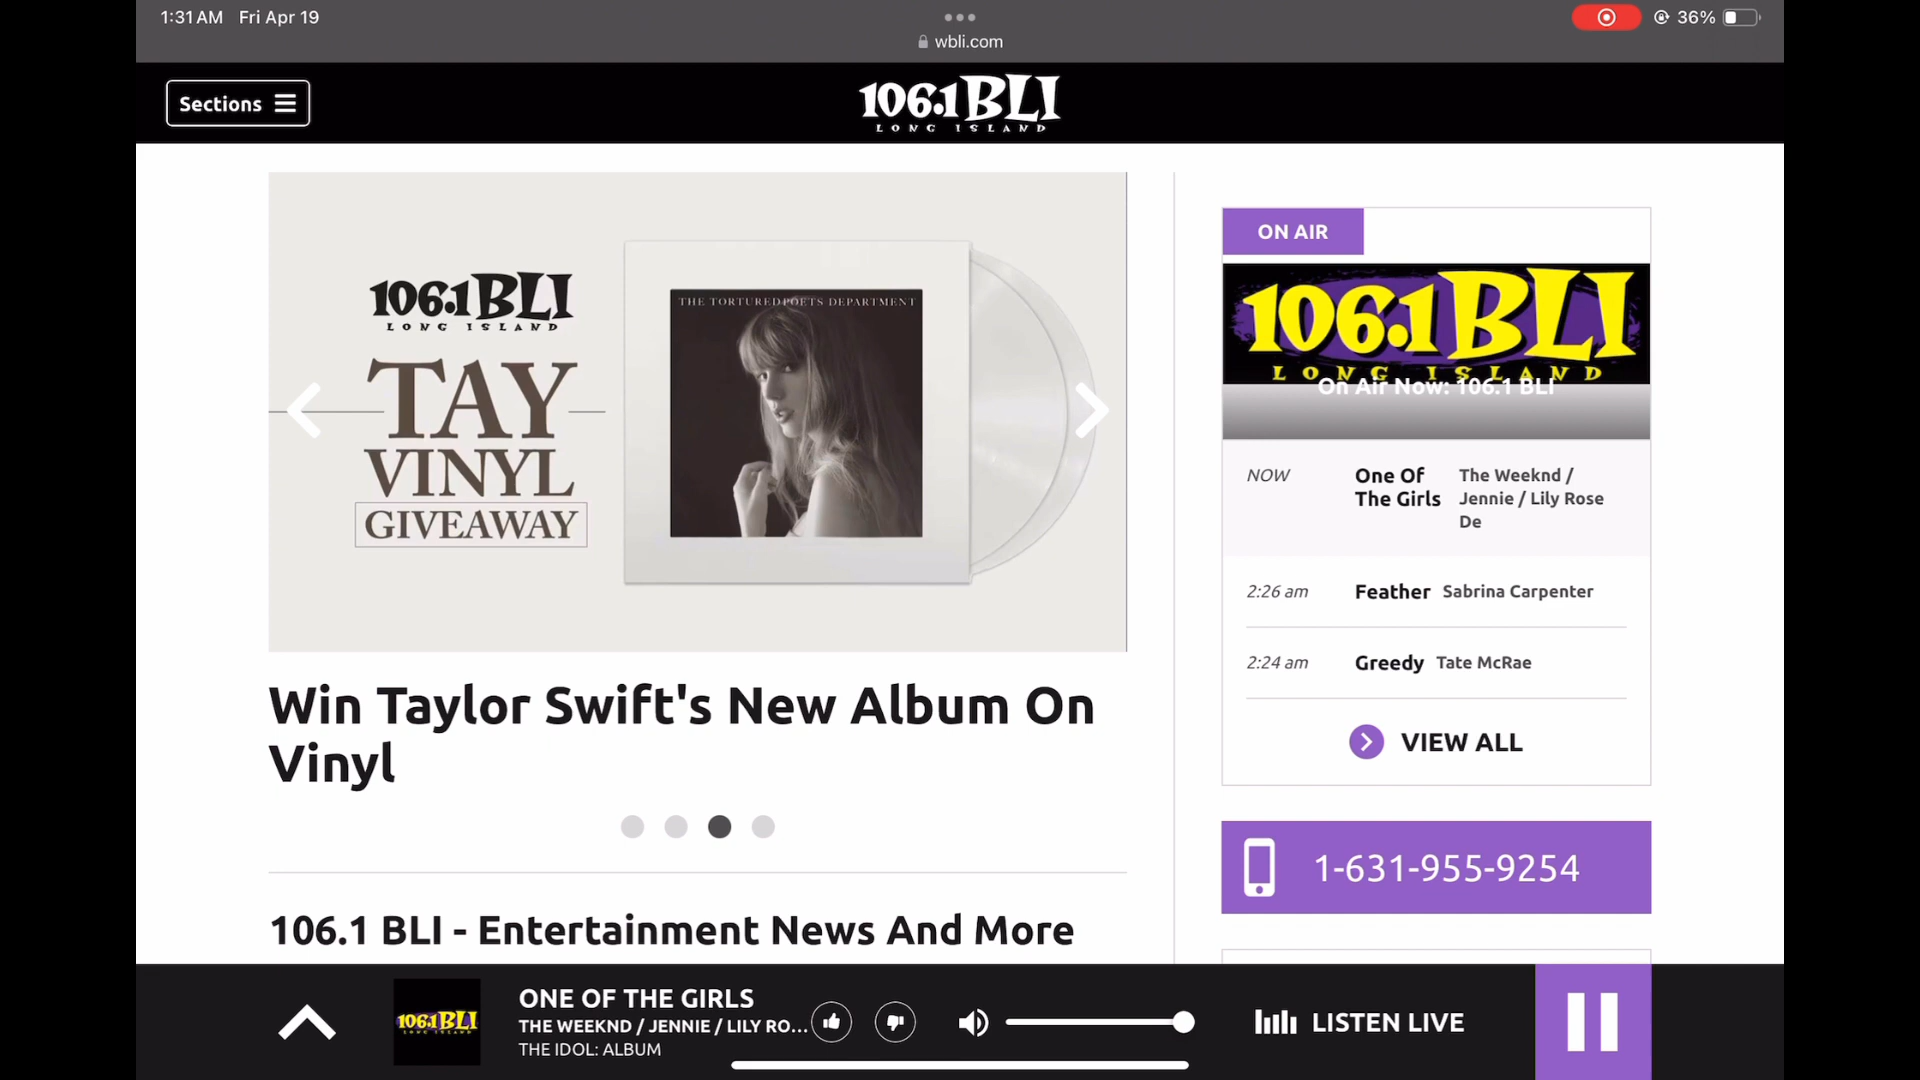 1:31 AM Fri Apr 19
wbli.com
36%
Sections
106.1 BLI
LONG ISLAND
106.1 BLI
LONG ISLAND
TAY
VINYL
GIVEAWAY
THE TORTURED POETS DEPARTMENT
Win Taylor Swift's New Album On
Vinyl
106.1 BLI - Entertainment News And More
ON AIR
106.1 BLI
LONG ISLAND
On Air Now: 106.1 BLI
NOW One Of The Weeknd /
The Girls Jennie / Lily Rose
De
2:26 am Feather Sabrina Carpenter
2:24 am Greedy Tate McRae
VIEW ALL
1-631-955-9254
106.1 BLI
LONG ISLAND
ONE OF THE GIRLS
THE WEEKND / JENNIE / LILY RO...
THE IDOL: ALBUM
LISTEN LIVE